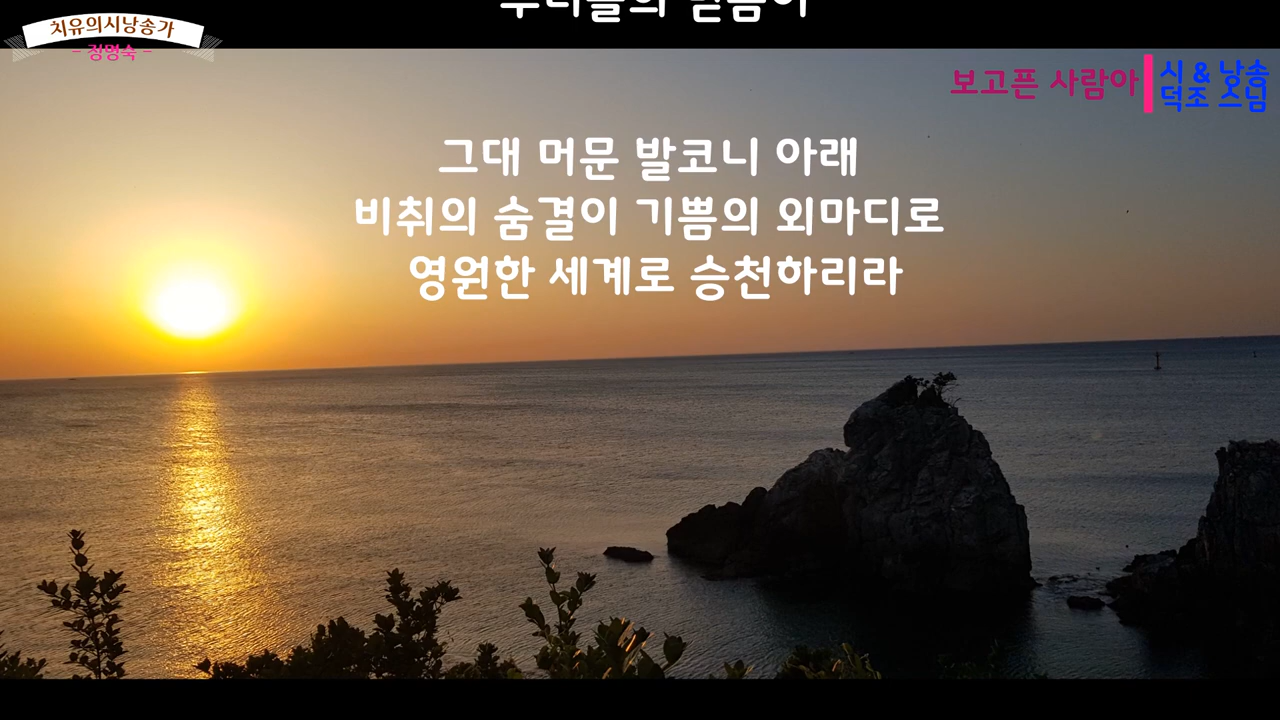 치유의시낭송가
- 정명숙 -
보고픈 사람아
시 & 낭송
덕조 스님
그대 머문 발코니 아래
비취의 숨결이 기쁨의 외마디로
영원한 세계로 승천하리라